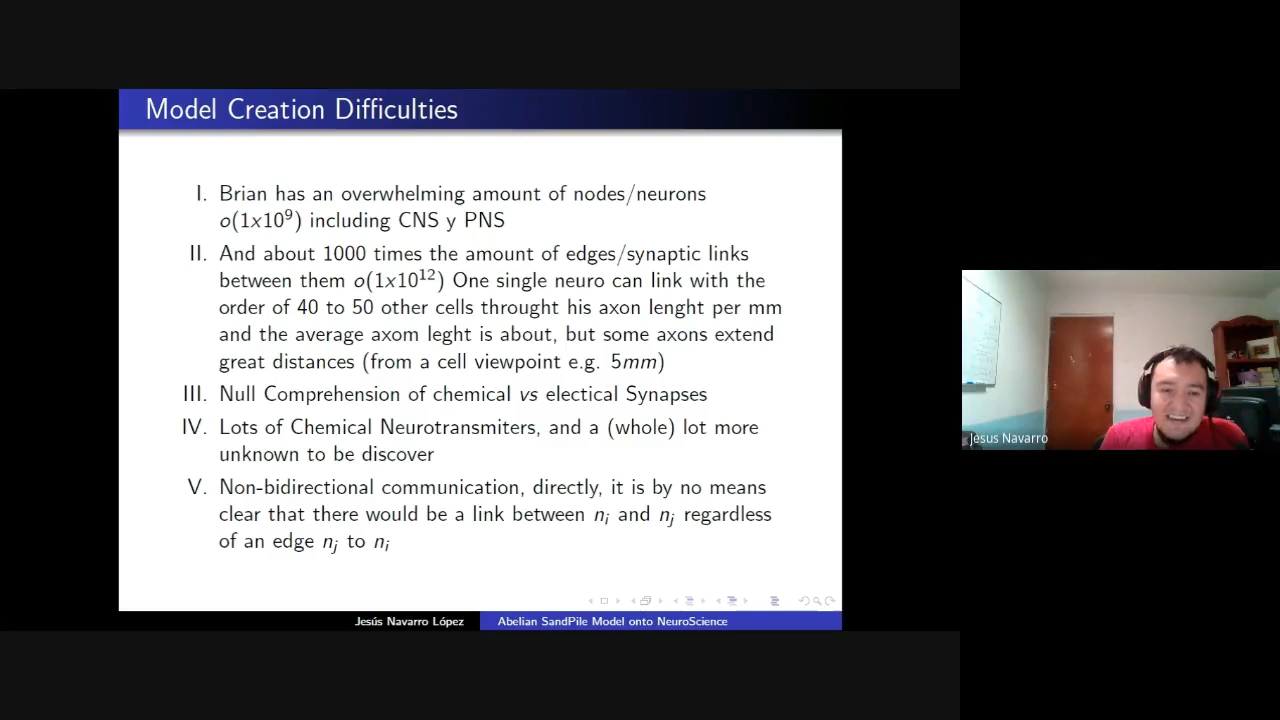 Model Creation Difficulties
I. Brian has an overwhelming amount of nodes/neurons
o(1x10⁹) including CNS y PNS
II. And about 1000 times the amount of edges/synaptic links
between them o(1x10¹²) One single neuro can link with the
order of 40 to 50 other cells throught his axon lenght per mm
and the average axom leght is about, but some axons extend
great distances (from a cell viewpoint e.g. 5mm)
III. Null Comprehension of chemical vs electical Synapses
IV. Lots of Chemical Neurotransmiters, and a (whole) lot more
unknown to be discover
V. Non-bidirectional communication, directly, it is by no means
clear that there would be a link between nᵢ and nⱼ regardless
of an edge nⱼ to nᵢ
Jesús Navarro López
Abelian SandPile Model onto NeuroScience
Jesus Navarro